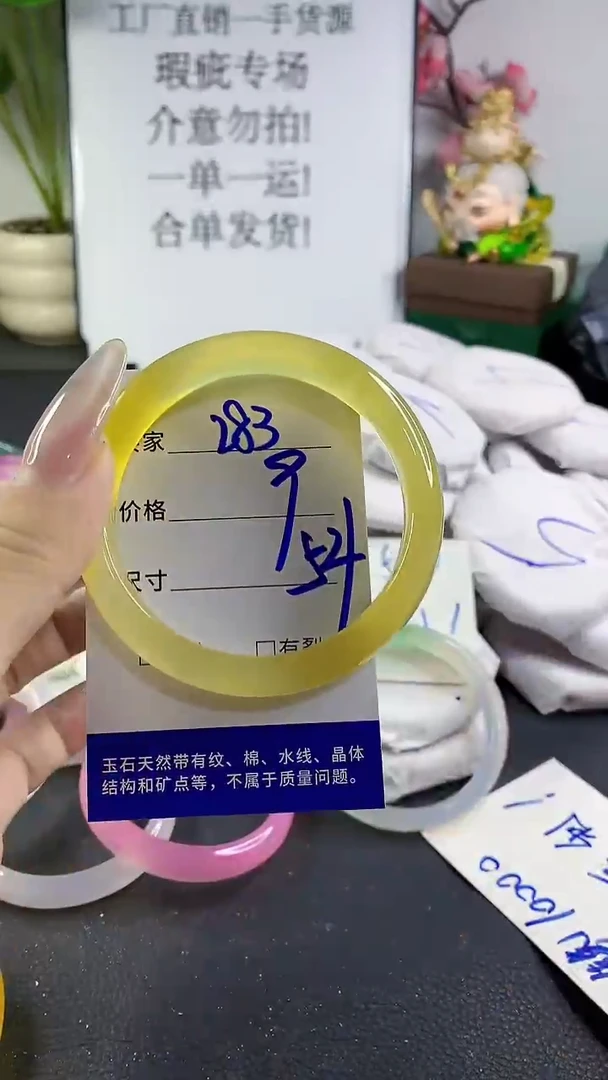 工厂直销一手货源
瑕疵专场
介意勿拍!
一单一运!
合单发货!
家 283
价格 9
尺寸 54
□有裂
玉石天然带有纹、棉、水线、晶体
结构和矿点等，不属于质量问题。
10000